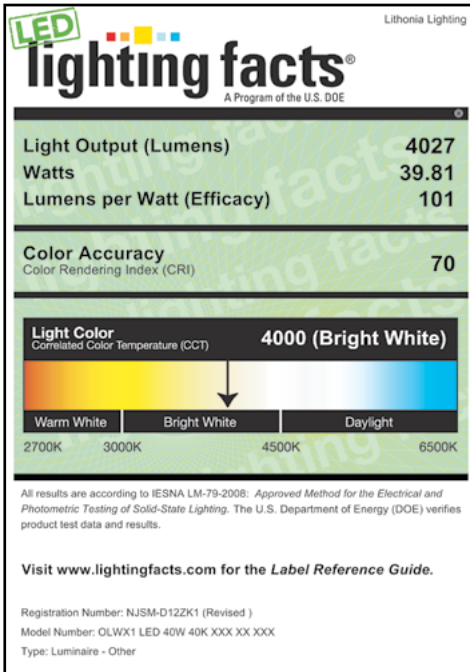 Lithonia Lighting
LED
lighting facts®
A Program of the U.S. DOE
Light Output (Lumens) 4027
Watts 39.81
Lumens per Watt (Efficacy) 101
Color Accuracy
Color Rendering Index (CRI) 70
Light Color
Correlated Color Temperature (CCT) 4000 (Bright White)
Warm White Bright White Daylight
2700K 3000K 4500K 6500K
All results are according to IESNA LM-79-2008: Approved Method for the Electrical and
Photometric Testing of Solid-State Lighting. The U.S. Department of Energy (DOE) verifies
product test data and results.
Visit www.lightingfacts.com for the Label Reference Guide.
Registration Number: NJSM-D12ZK1 (Revised )
Model Number: OLWX1 LED 40W 40K XXX XX XXX
Type: Luminaire - Other